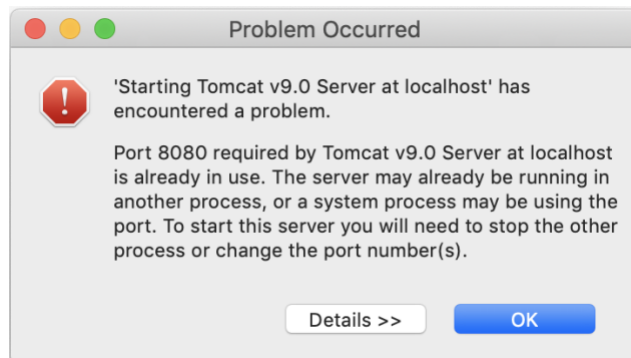 Problem Occurred
'Starting Tomcat v9.0 Server at localhost' has
encountered a problem.
Port 8080 required by Tomcat v9.0 Server at localhost
is already in use. The server may already be running in
another process, or a system process may be using the
port. To start this server you will need to stop the other
process or change the port number(s).
Details >>
OK